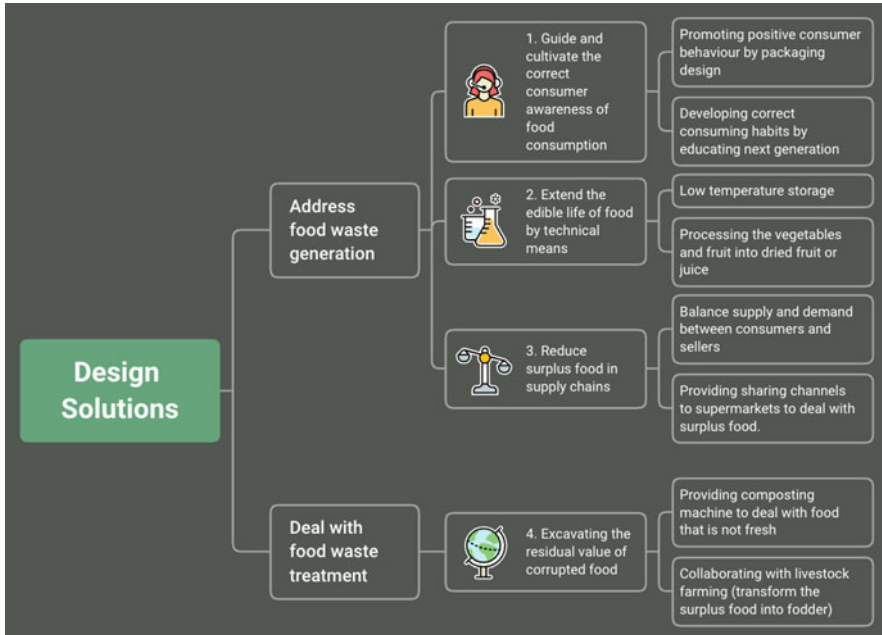 Design
Solutions
Address
food waste
generation
1. Guide and
cultivate the
correct
consumer
awareness of
food
consumption
Promoting positive consumer
behaviour by packaging
design
Developing correct
consuming habits by
educating next generation
2. Extend the
edible life of food
by technical
means
Low temperature storage
Processing the vegetables
and fruit into dried fruit or
juice
3. Reduce
surplus food in
supply chains
Balance supply and demand
between consumers and
sellers
Providing sharing channels
to supermarkets to deal with
surplus food.
Deal with
food waste
treatment
4. Excavating the
residual value of
corrupted food
Providing composting
machine to deal with food
that is not fresh
Collaborating with livestock
farming (transform the
surplus food into fodder)